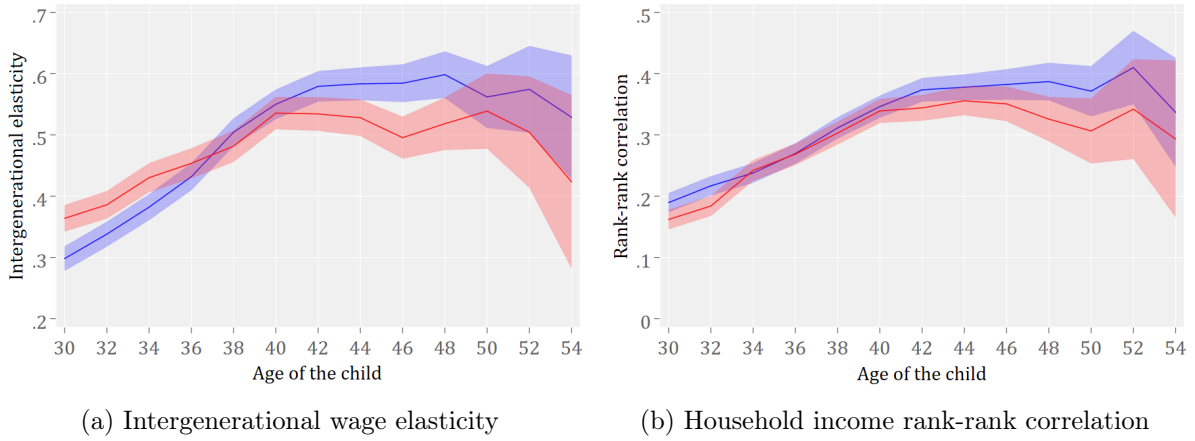 .7
.6
.5
.4
.3
.2
Intergenerational elasticity
30 32 34 36 38 40 42 44 46 48 50 52 54
Age of the child
(a) Intergenerational wage elasticity
.5
.4
.3
.2
.1
0
Rank-rank correlation
30 32 34 36 38 40 42 44 46 48 50 52 54
Age of the child
(b) Household income rank-rank correlation